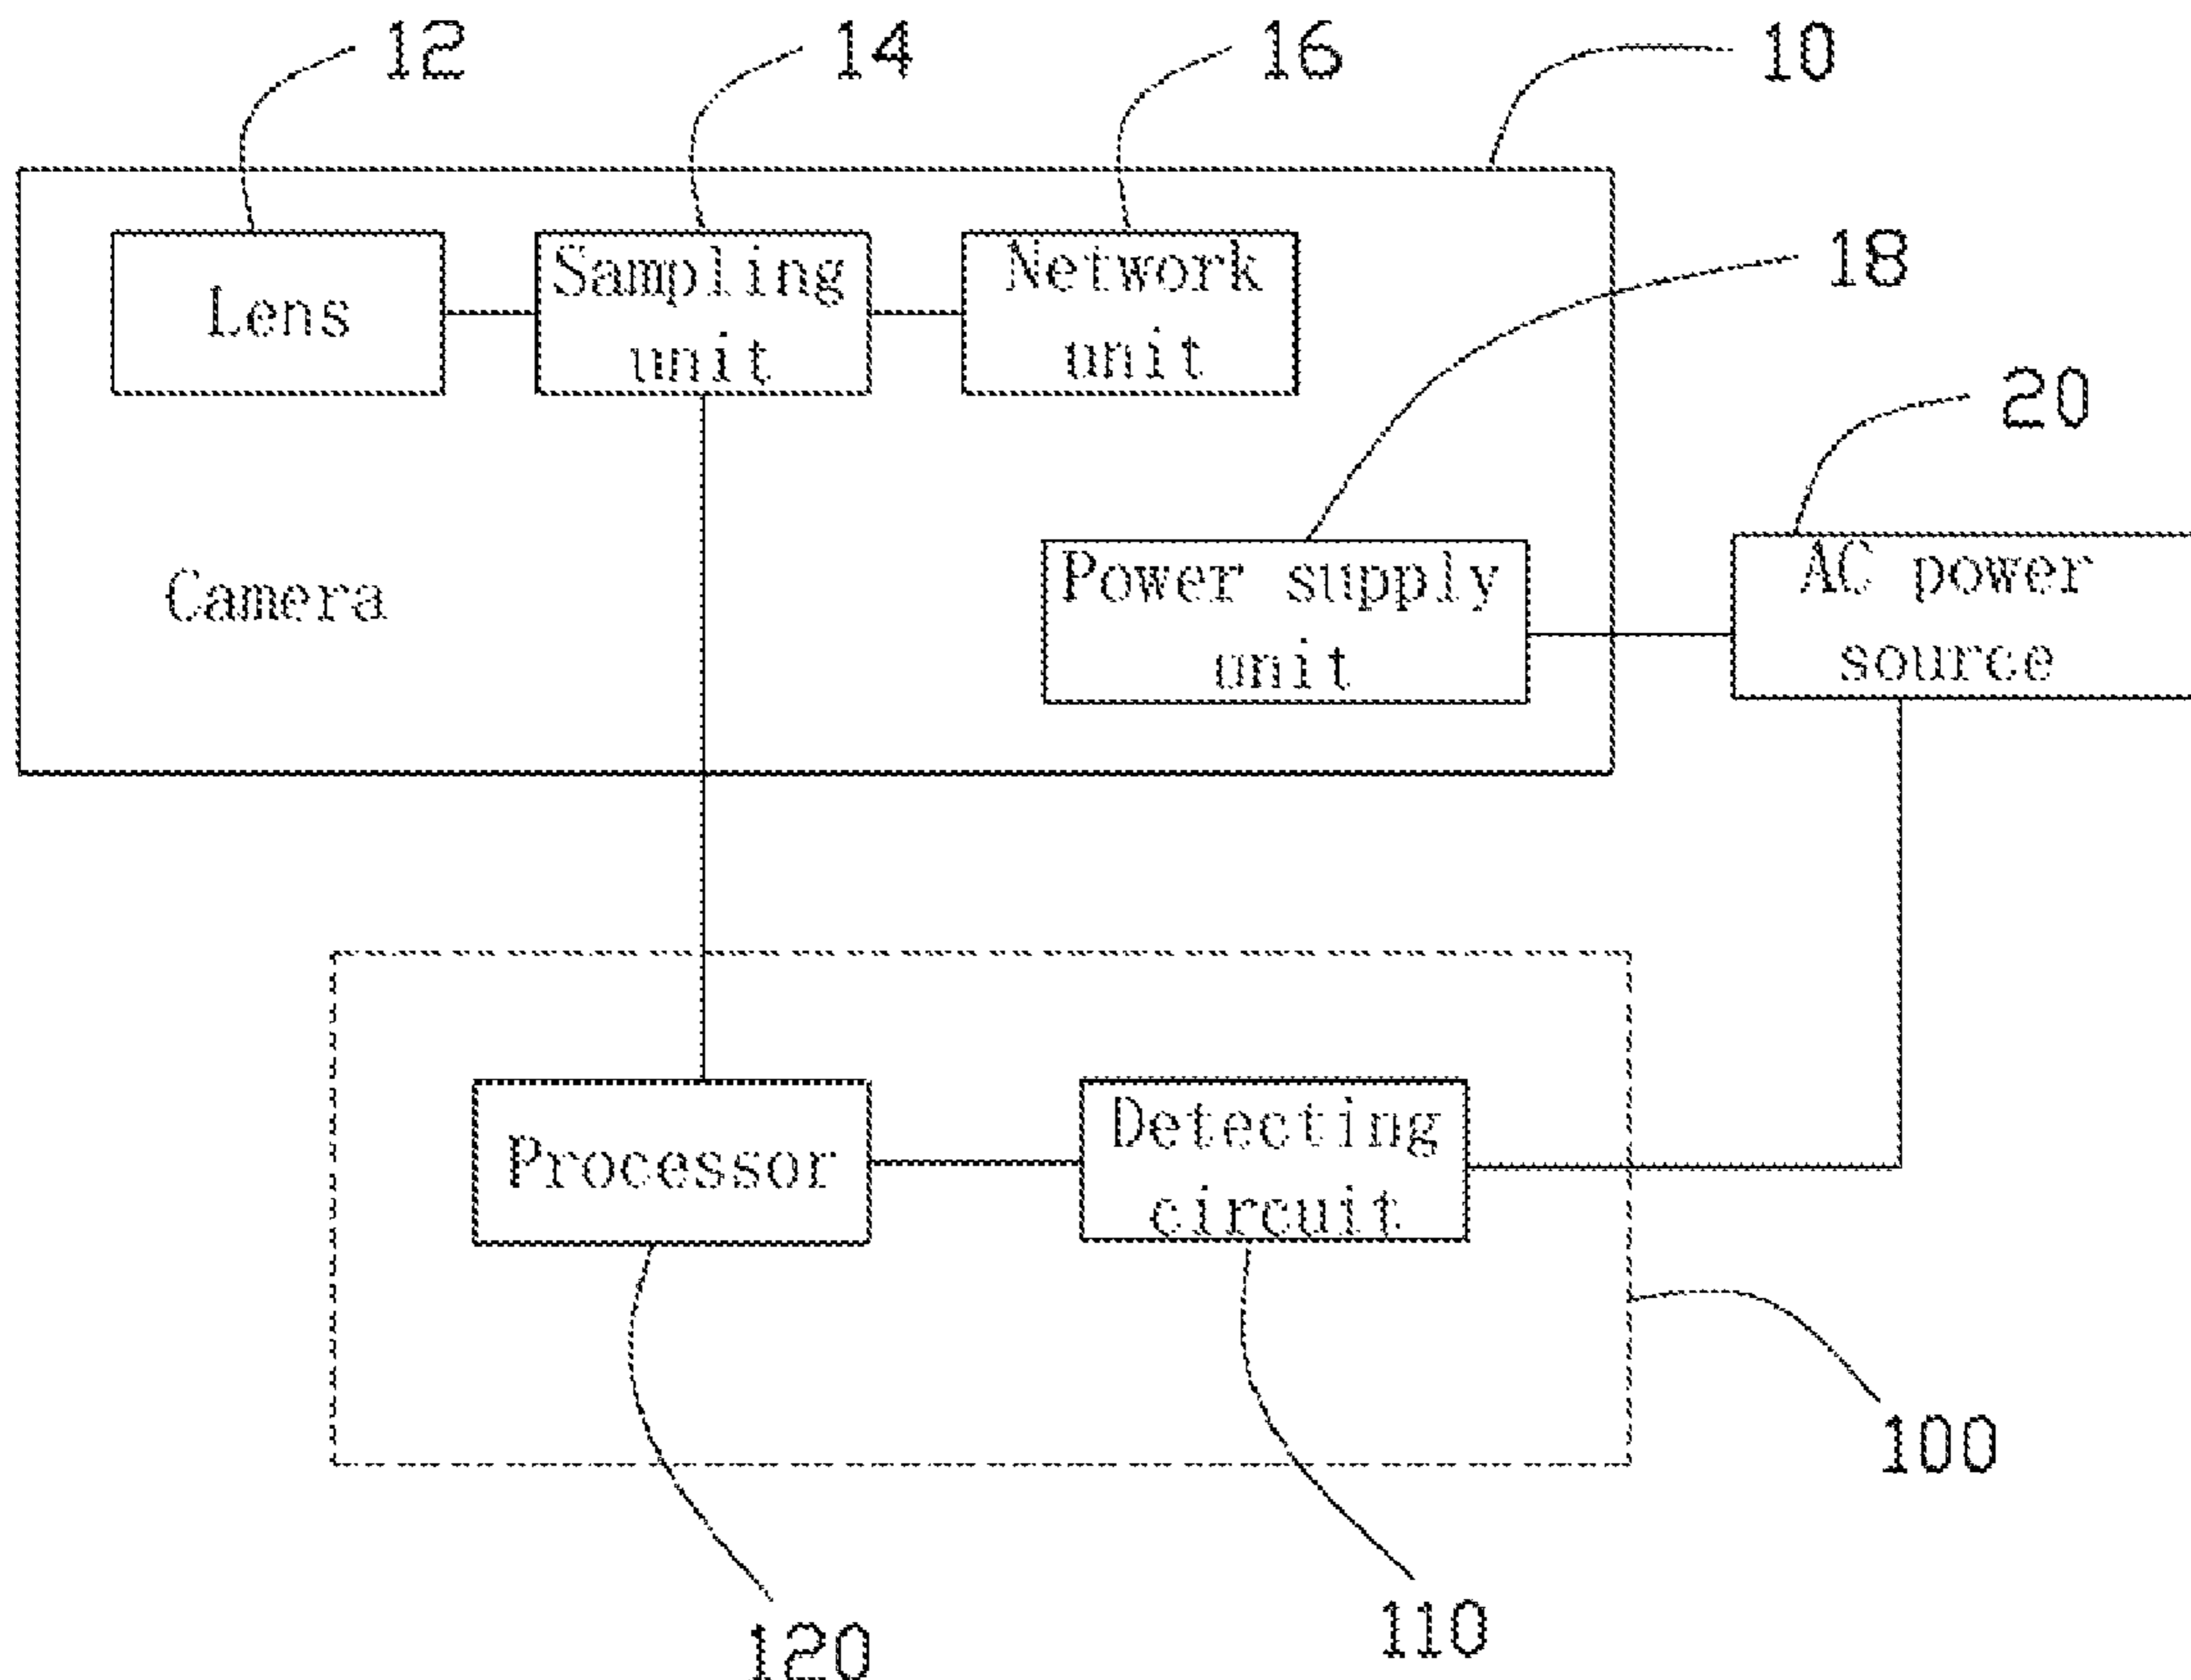 12
14
16
10
Lens
Sampling
unit
Network
unit
18
20
Camera
Power supply
unit
AC power
source
Processor
Detecting
circuit
100
110
120